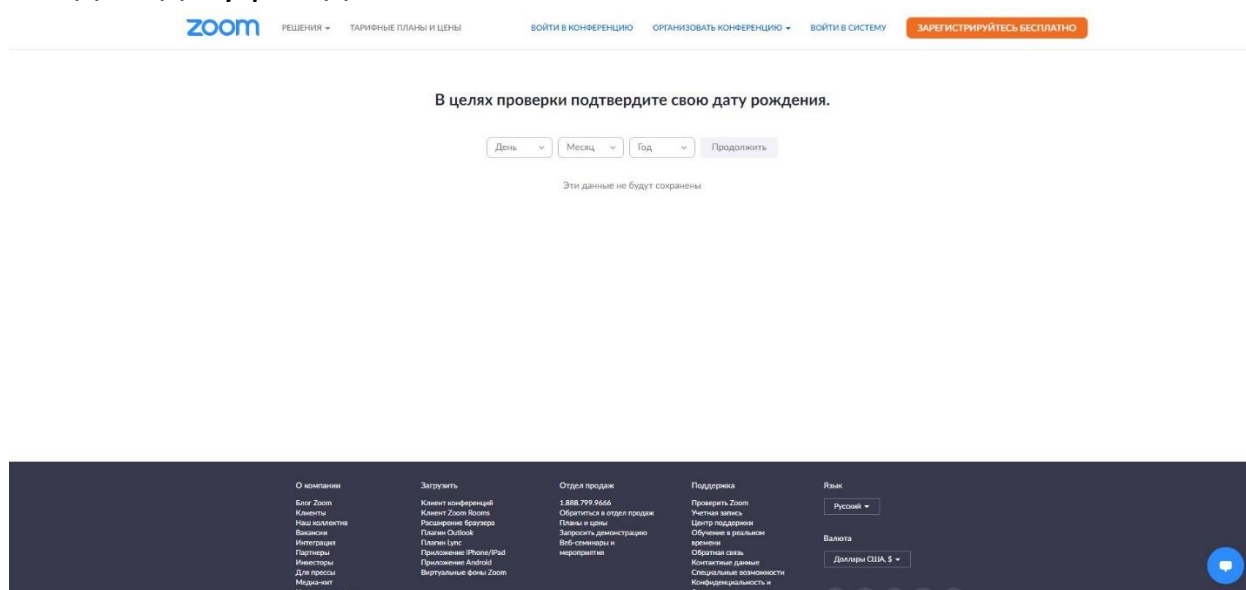 zoom
РЕШЕНИЯ ТАРИФНЫЕ ПЛАНЫ И ЦЕНЫ ВОЙТИ В КОНФЕРЕНЦИЮ ОРГАНИЗОВАТЬ КОНФЕРЕНЦИЮ ВОЙТИ В СИСТЕМУ ЗАРЕГИСТРИРУЙТЕСЬ БЕСПЛАТНО
В целях проверки подтвердите свою дату рождения.
День Месяц Год Продолжить
Эти данные не будут сохранены
О компании
Блог Zoom
Клиенты
Наш коллектив
Вакансии
Интеграция
Партнеры
Инвесторы
Для прессы
Медиа-кит
Загрузить
Клиент конференций
Клиент Zoom Rooms
Расширение браузера
Плагин Outlook
Плагин Lync
Приложение iPhone/iPad
Приложение Android
Виртуальные фоны Zoom
Отдел продаж
1.888.799.9666
Обратиться в отдел продаж
Планы и цены
Запросить демонстрацию
Веб-семинары и
мероприятия
Поддержка
Проверить Zoom
Учетная запись
Центр поддержки
Обучение в реальном
времени
Обратная связь
Контактные данные
Специальные возможности
Конфиденциальность и
Язык
Русский
Валюта
Доллары США, $